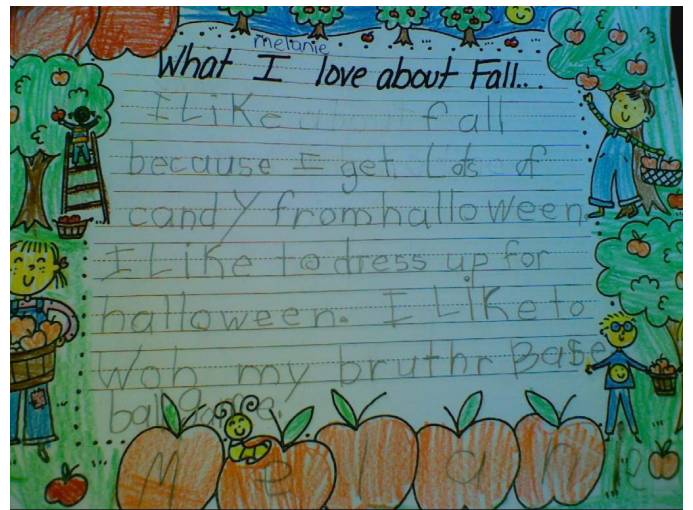 melanie
What I love about Fall...
I Like fall
because I get Lots of
candy from halloween.
I Like to dress up for
halloween. I Like to
Woh my bruthr Base
ball game.
Melanie